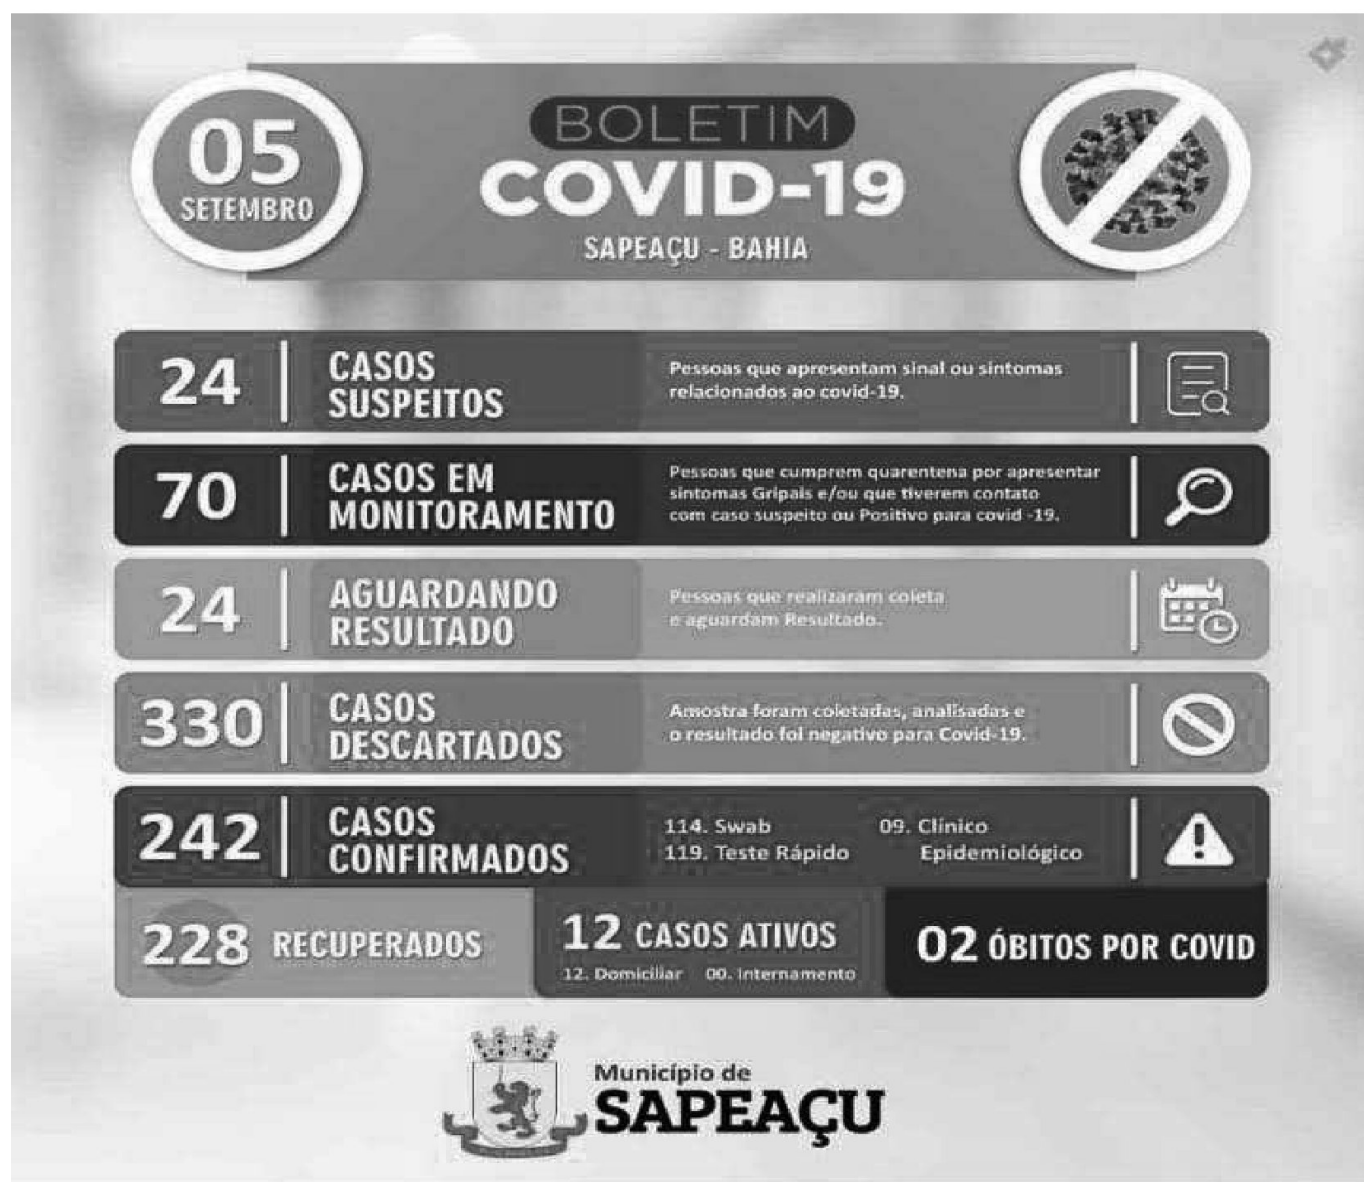 05
SETEMBRO
BOLETIM
COVID-19
SAPEAÇU - BAHIA
24
CASOS
SUSPEITOS
Pessoas que apresentam sinal ou sintomas
relacionados ao covid-19.
70
CASOS EM
MONITORAMENTO
Pessoas que cumprem quarentena por apresentar
sintomas Gripais e/ou que tiverem contato
com caso suspeito ou Positivo para covid -19.
24
AGUARDANDO
RESULTADO
Pessoas que realizaram coleta
e aguardam Resultado.
330
CASOS
DESCARTADOS
Amostra foram coletadas, analisadas e
o resultado foi negativo para Covid-19.
242
CASOS
CONFIRMADOS
114. Swab
119. Teste Rápido
09. Clínico
Epidemiológico
228 RECUPERADOS
12 CASOS ATIVOS
12. Domiciliar 00. Internamento
02 ÓBITOS POR COVID
Município de
SAPEAÇU